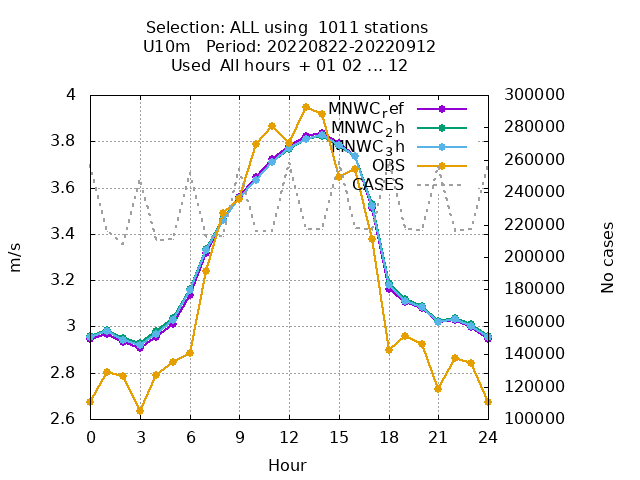 Selection: ALL using 1011 stations
U10m Period: 20220822-20220912
Used All hours + 01 02 ... 12
4
3.8
3.6
3.4
3.2
3
2.8
2.6
m/s
300000
280000
260000
240000
220000
200000
180000
160000
140000
120000
100000
No cases
MNWC_ref
MNWC_2h
MNWC_3h
OBS
CASES
0 3 6 9 12 15 18 21 24
Hour